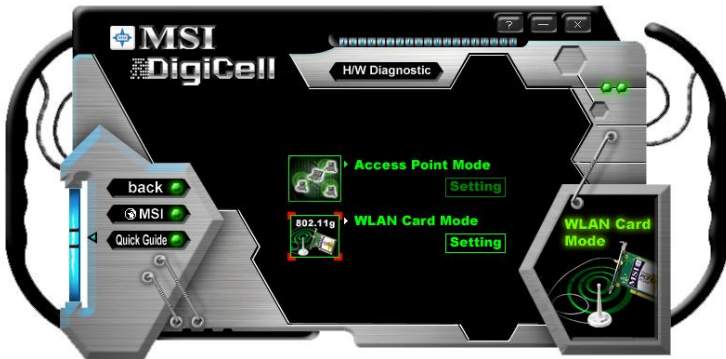 ? — X
MSI
DigiCell
H/W Diagnostic
Access Point Mode
Setting
802.11g
WLAN Card Mode
Setting
back
MSI
Quick Guide
WLAN Card
Mode
MSI